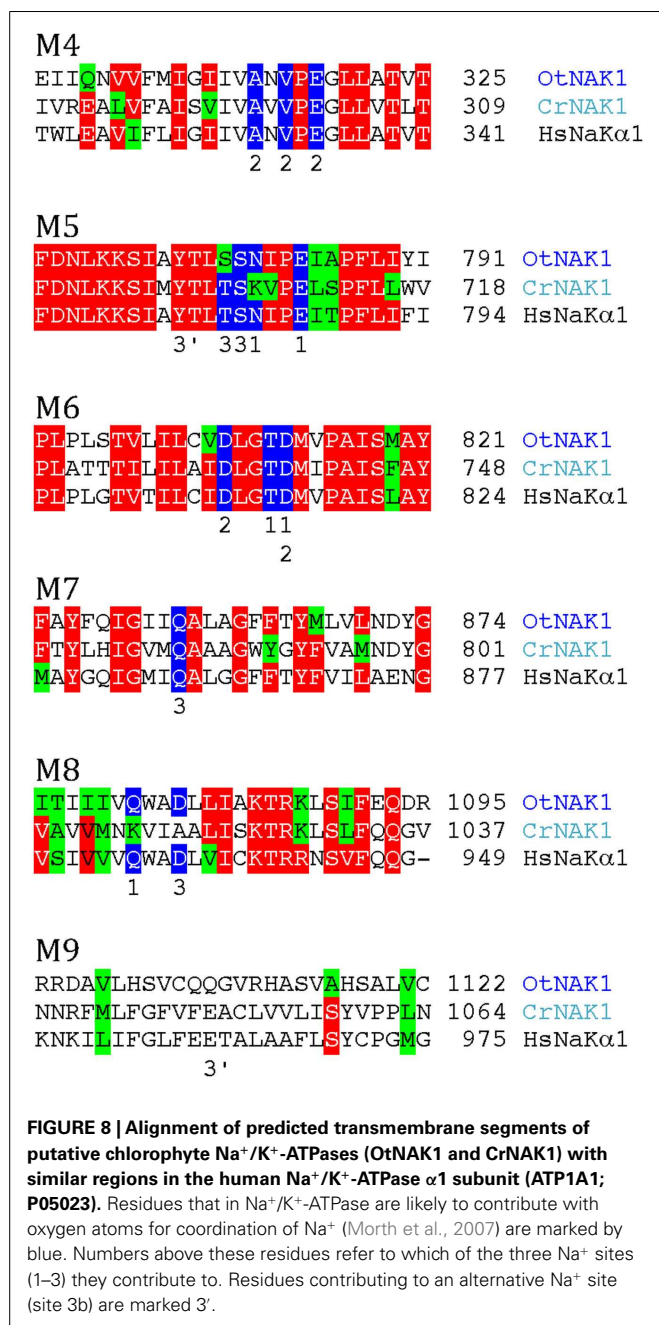 M4
EIIQNVVFMIGIIVANVPEGLLATVT 325 OtNAK1
IVREALVFAISVIVAVVPEGLLVTLT 309 CrNAK1
TWLEAVIFLIGIIVANVPEGLLATVT 341 HsNaKα1
2 2 2
M5
FDNLKKSIAYTLSSNIPEIAPFLIYI 791 OtNAK1
FDNLKKSIMYTLTSKVPELSPFLLWV 718 CrNAK1
FDNLKKSIAYTLTSNIPEITPFLIFI 794 HsNaKα1
3' 331 1
M6
PLPLSTVLILCVDLGTDMVPAISMAY 821 OtNAK1
PLATTTILILAIDLGTDMIPAISFAY 748 CrNAK1
PLPLGTVTILCIDLGTDMVPAISLAY 824 HsNaKα1
2 11
2
M7
FAYFQIGIIQALAGFFTYMLVLNDYG 874 OtNAK1
FTYLHIGVMQAAAGWYGYFVAMNDYG 801 CrNAK1
MAYGQIGMIQALGGFFTYFVILAENG 877 HsNaKα1
3
M8
ITIIIVQWADLLIAKTRKLSIFEQDR 1095 OtNAK1
VAVVMNKVIAALISKTRKLSLFQQGV 1037 CrNAK1
VSIVVVQWADLVICKTRRNSVFQQG- 949 HsNaKα1
1 3
M9
RRDAVLHSVCQQGVRHASVAHSALVC 1122 OtNAK1
NNRFMLFGFVFEACLVVLISYVPPLN 1064 CrNAK1
KNKILIFGLFEETALAAFLSYCPGMG 975 HsNaKα1
3'
FIGURE 8 | Alignment of predicted transmembrane segments of
putative chlorophyte Na⁺/K⁺-ATPases (OtNAK1 and CrNAK1) with
similar regions in the human Na⁺/K⁺-ATPase α1 subunit (ATP1A1;
P05023). Residues that in Na⁺/K⁺-ATPase are likely to contribute with
oxygen atoms for coordination of Na⁺ (Morth et al., 2007) are marked by
blue. Numbers above these residues refer to which of the three Na⁺ sites
(1–3) they contribute to. Residues contributing to an alternative Na⁺ site
(site 3b) are marked 3′.